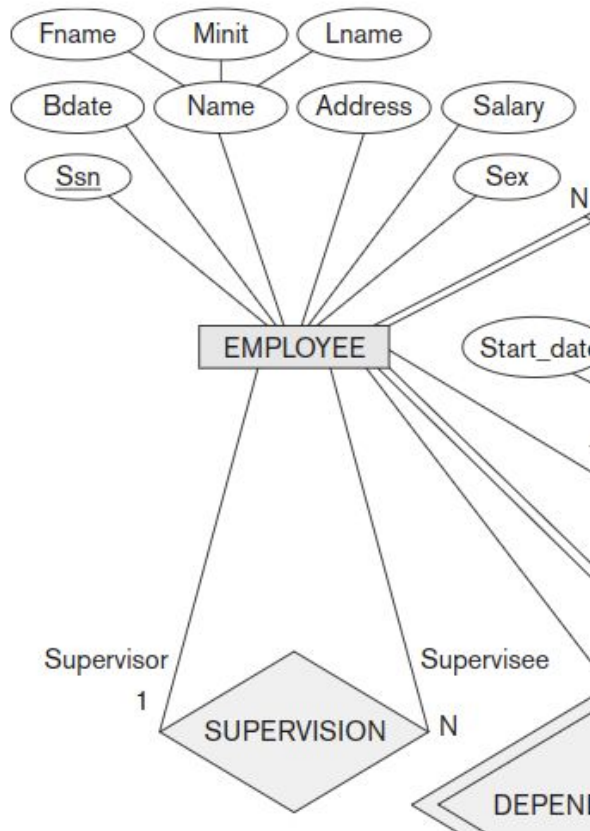 Fname Minit Lname
Bdate Name Address Salary
Ssn Sex
N
EMPLOYEE
Supervisor Supervisee
1
SUPERVISION N